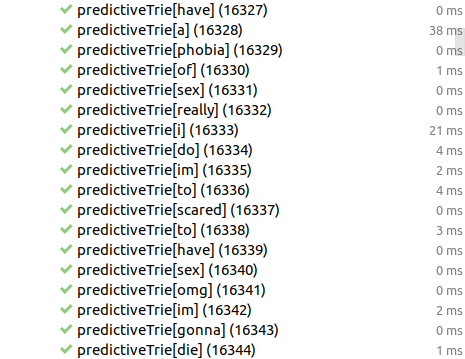 predictiveTrie[have] (16327) 0 ms
predictiveTrie[a] (16328) 38 ms
predictiveTrie[phobia] (16329) 0 ms
predictiveTrie[of] (16330) 1 ms
predictiveTrie[sex] (16331) 0 ms
predictiveTrie[really] (16332) 0 ms
predictiveTrie[i] (16333) 21 ms
predictiveTrie[do] (16334) 4 ms
predictiveTrie[im] (16335) 2 ms
predictiveTrie[to] (16336) 4 ms
predictiveTrie[scared] (16337) 0 ms
predictiveTrie[to] (16338) 3 ms
predictiveTrie[have] (16339) 0 ms
predictiveTrie[sex] (16340) 0 ms
predictiveTrie[omg] (16341) 0 ms
predictiveTrie[im] (16342) 2 ms
predictiveTrie[gonna] (16343) 0 ms
predictiveTrie[die] (16344) 1 ms